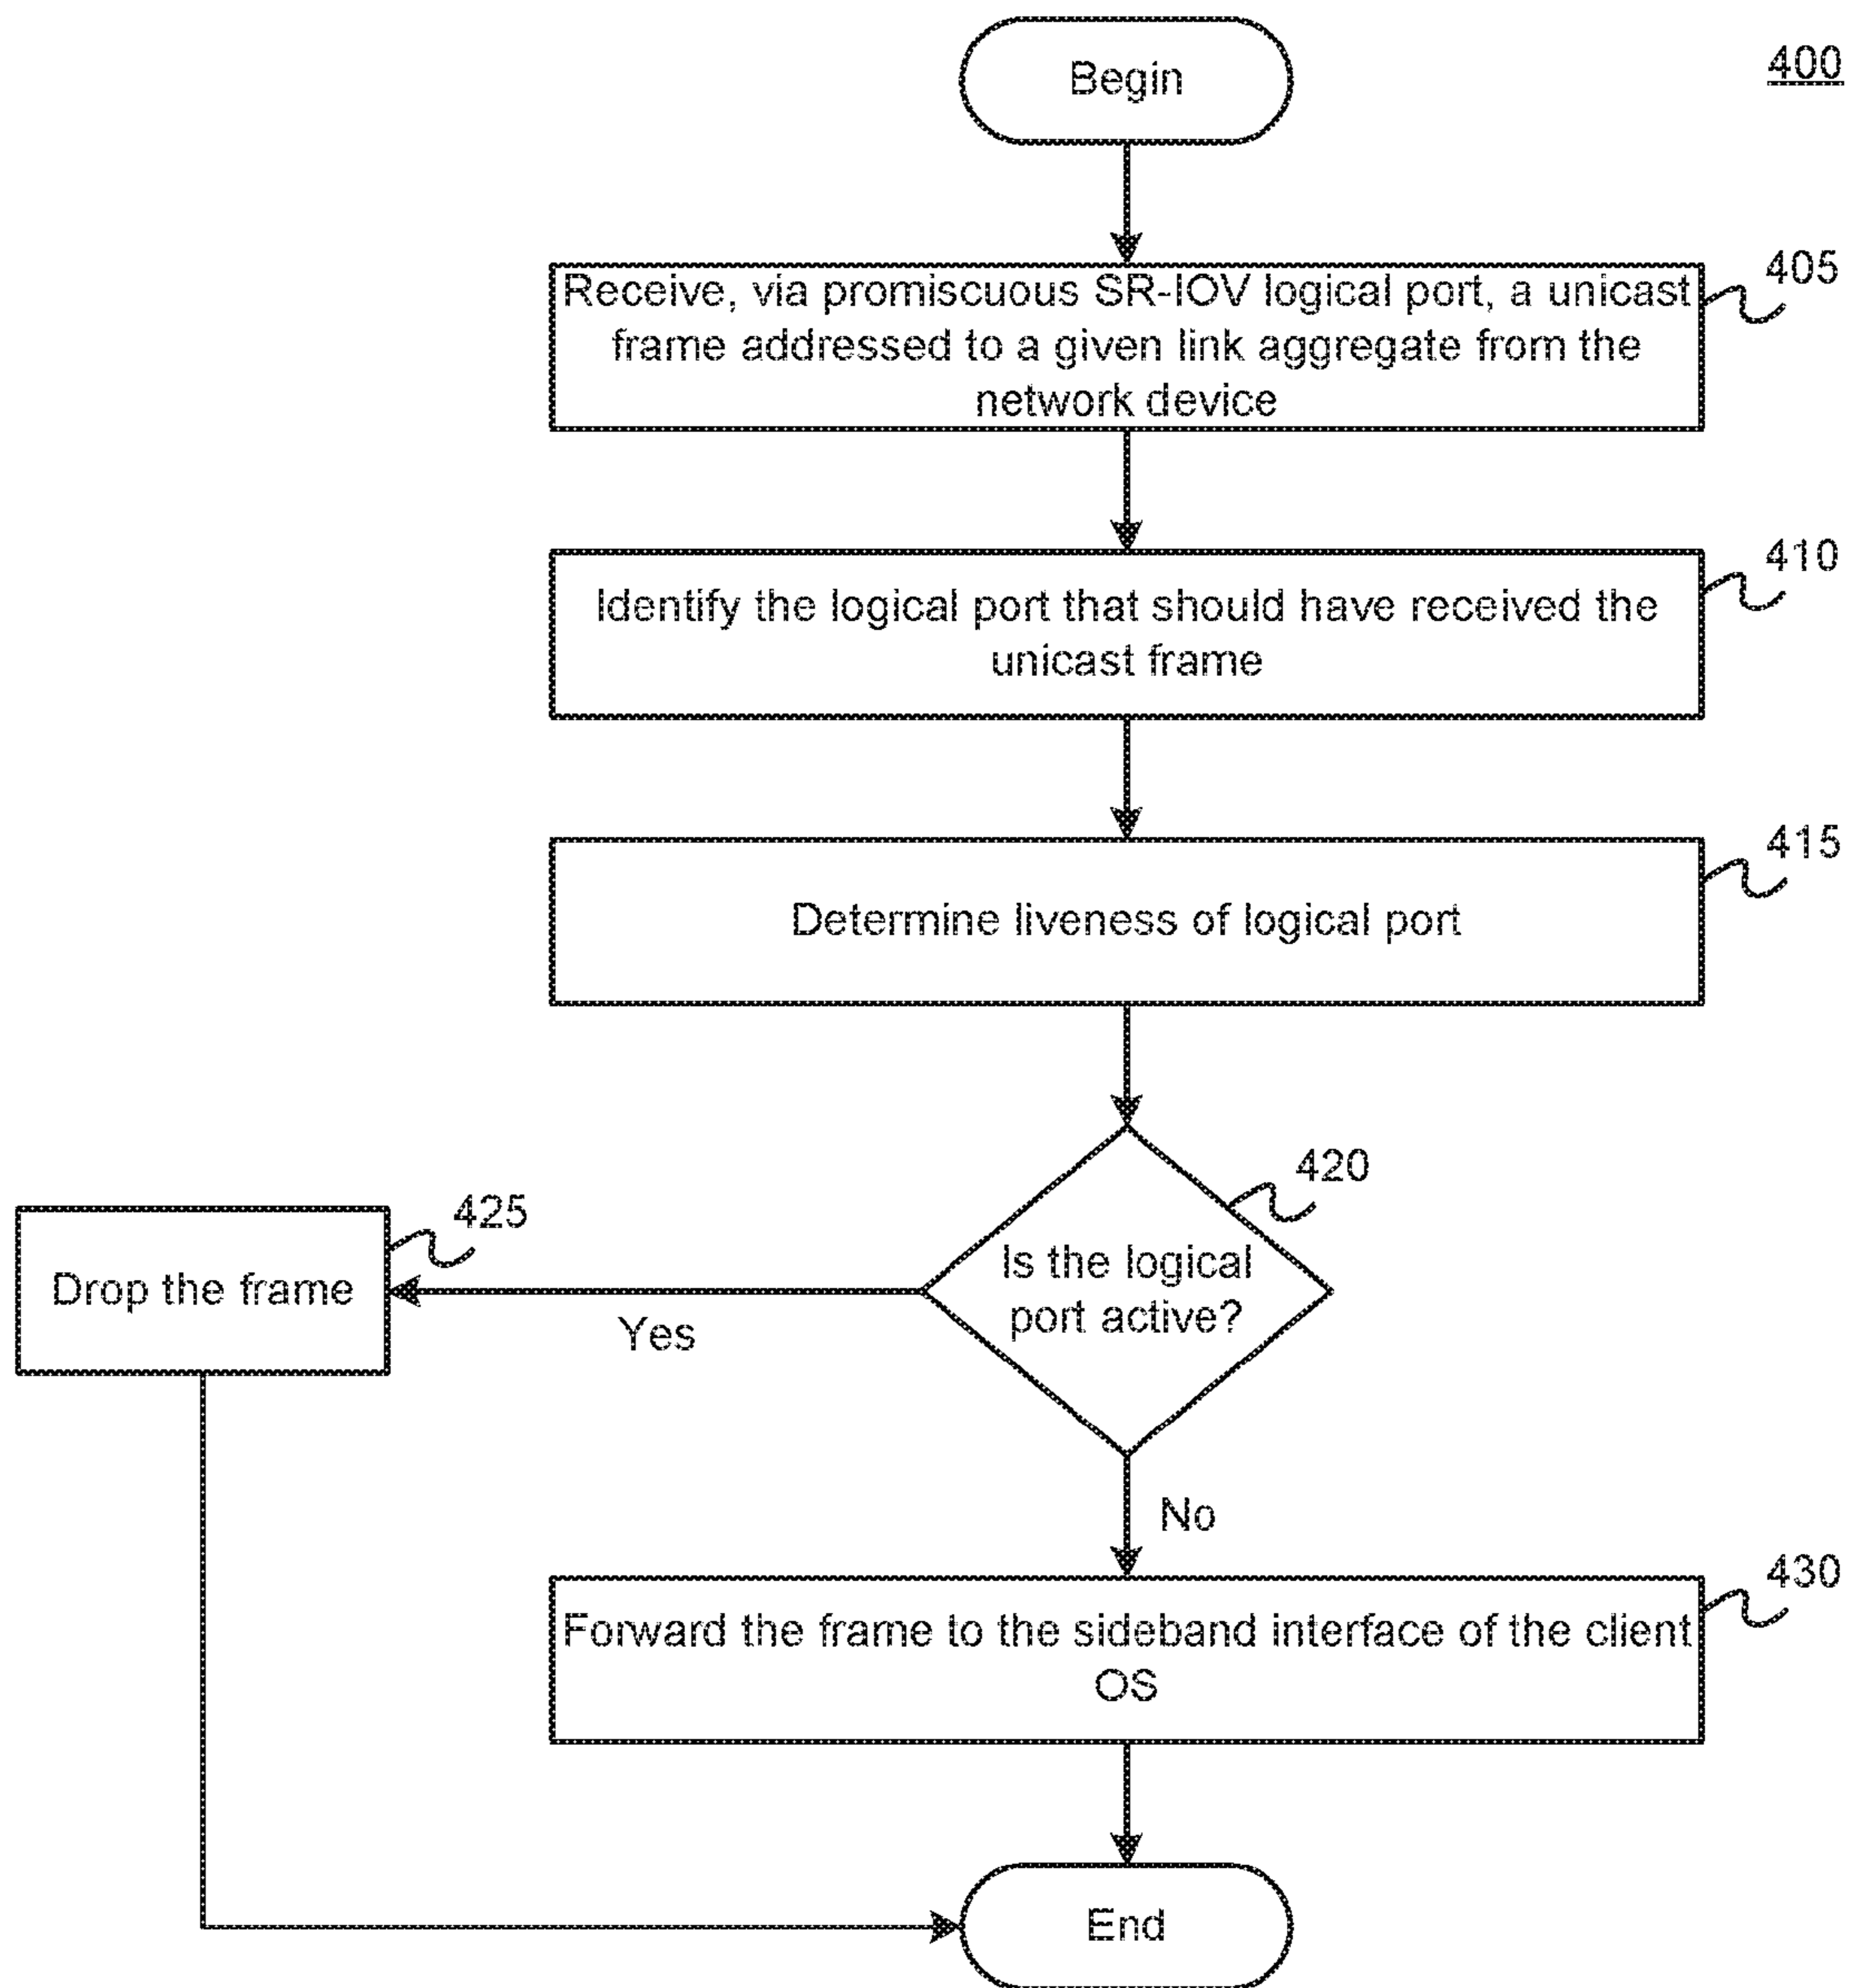 400
Begin
405
Receive, via promiscuous SR-IOV logical port, a unicast
frame addressed to a given link aggregate from the
network device
410
Identify the logical port that should have received the
unicast frame
415
Determine liveness of logical port
420
Is the logical
port active?
425
Drop the frame
Yes
No
430
Forward the frame to the sideband interface of the client
OS
End